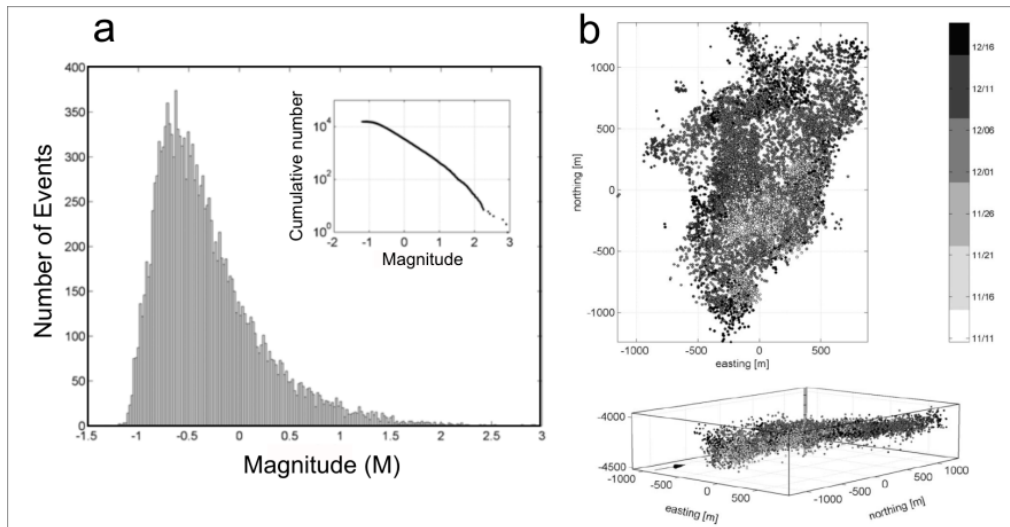 a
Number of Events
400
350
300
250
200
150
100
50
0
-1.5 -1 -0.5 0 0.5 1 1.5 2 2.5 3
Magnitude (M)
Cumulative number
10^4
10^2
10^0
-2 -1 0 1 2 3
Magnitude
b
northing [m]
1000
500
0
-500
-1000
-1000 -500 0 500
easting [m]
12/16
12/11
12/06
12/01
11/26
11/21
11/16
11/11
-4000
-4500
-1000 -500 0 500
easting [m]
-1000 -500 0 500 1000
northing [m]